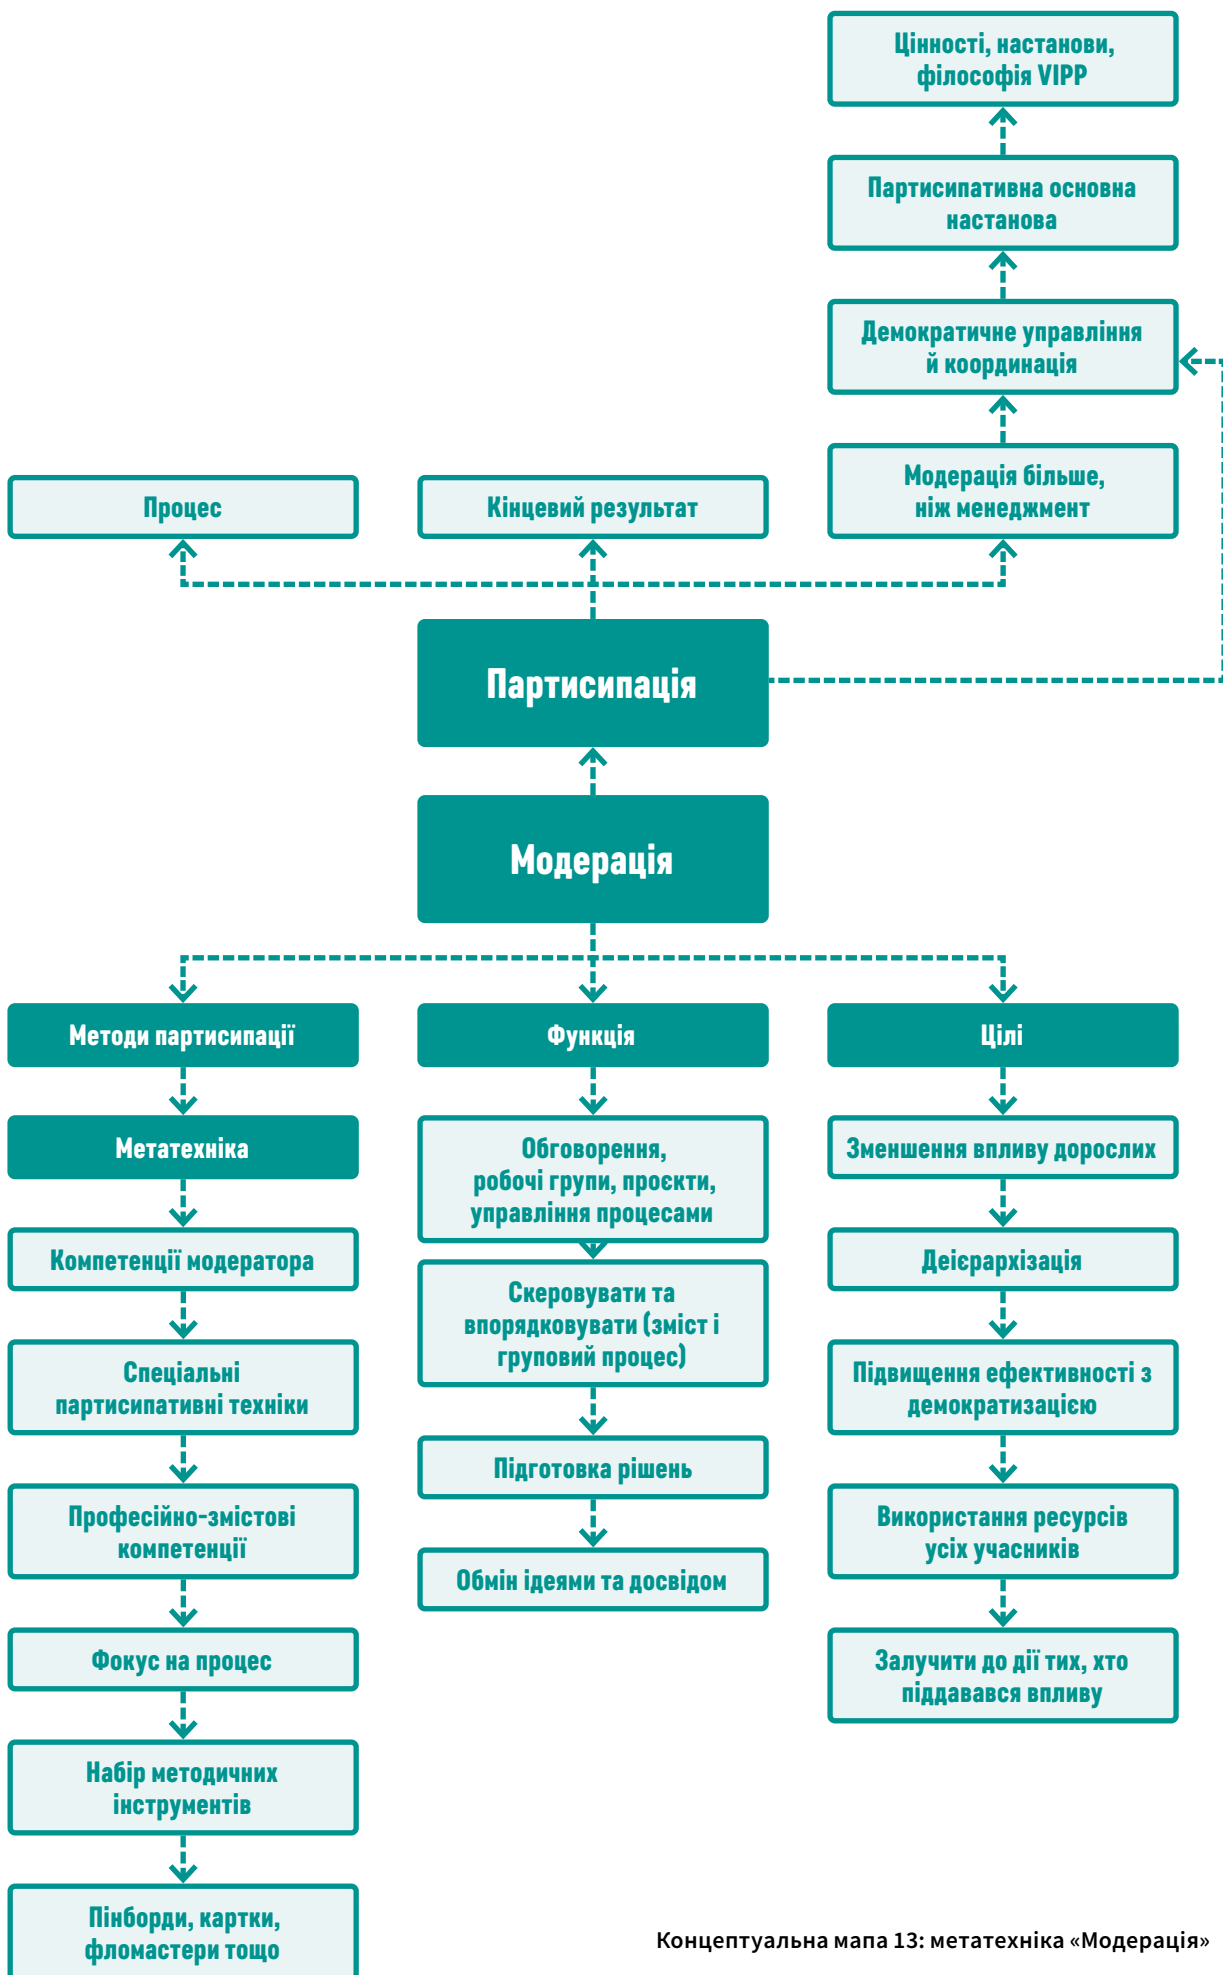 Цінності, настанови,
філософія VIPP
Партисипативна основна
настанова
Демократичне управління
й координація
Модерація більше,
ніж менеджмент
Процес
Кінцевий результат
Партисипація
Модерація
Методи партисипації
Метатехніка
Компетенції модератора
Спеціальні
партисипативні техніки
Професійно-змістові
компетенції
Фокус на процес
Набір методичних
інструментів
Пінборди, картки,
фломастери тощо
Функція
Обговорення,
робочі групи, проєкти,
управління процесами
Скеровувати та
впорядковувати (зміст і
груповий процес)
Підготовка рішень
Обмін ідеями та досвідом
Цілі
Зменшення впливу дорослих
Деієрархізація
Підвищення ефективності з
демократизацією
Використання ресурсів
усіх учасників
Залучити до дії тих, хто
піддавався впливу
Концептуальна мапа 13: метатехніка «Модерація»